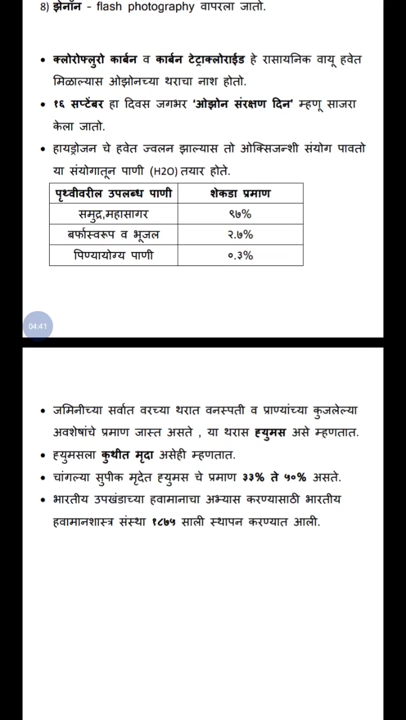 8) झेनॉन - flash photography वापरला जातो.
• क्लोरोफ्लुरो कार्बन व कार्बन टेट्राक्लोराईड हे रासायनिक वायू हवेत
मिळाल्यास ओझोनच्या थराचा नाश होतो.
• १६ सप्टेंबर हा दिवस जगभर ‘ओझोन संरक्षण दिन’ म्हणू साजरा
केला जातो.
• हायड्रोजन चे हवेत ज्वलन झाल्यास तो ओक्सिजन्शी संयोग पावतो
या संयोगातून पाणी (H2O) तयार होते.
पृथ्वीवरील उपलब्ध पाणी शेकडा प्रमाण
समुद्र,महासागर ९७%
बर्फास्वरूप व भूजल २.७%
पिण्यायोग्य पाणी ०.३%
04:41
• जमिनीच्या सर्वात वरच्या थरात वनस्पती व प्राण्यांच्या कुजलेल्या
अवशेषांचे प्रमाण जास्त असते , या थरास ह्युमस असे म्हणतात.
• ह्युमसला कुथीत मृदा असेही म्हणतात.
• चांगल्या सुपीक मृदेत ह्युमस चे प्रमाण ३३% ते ५०% असते.
• भारतीय उपखंडाच्या हवामानाचा अभ्यास करण्यासाठी भारतीय
हवामानशास्त्र संस्था १८७५ साली स्थापन करण्यात आली.